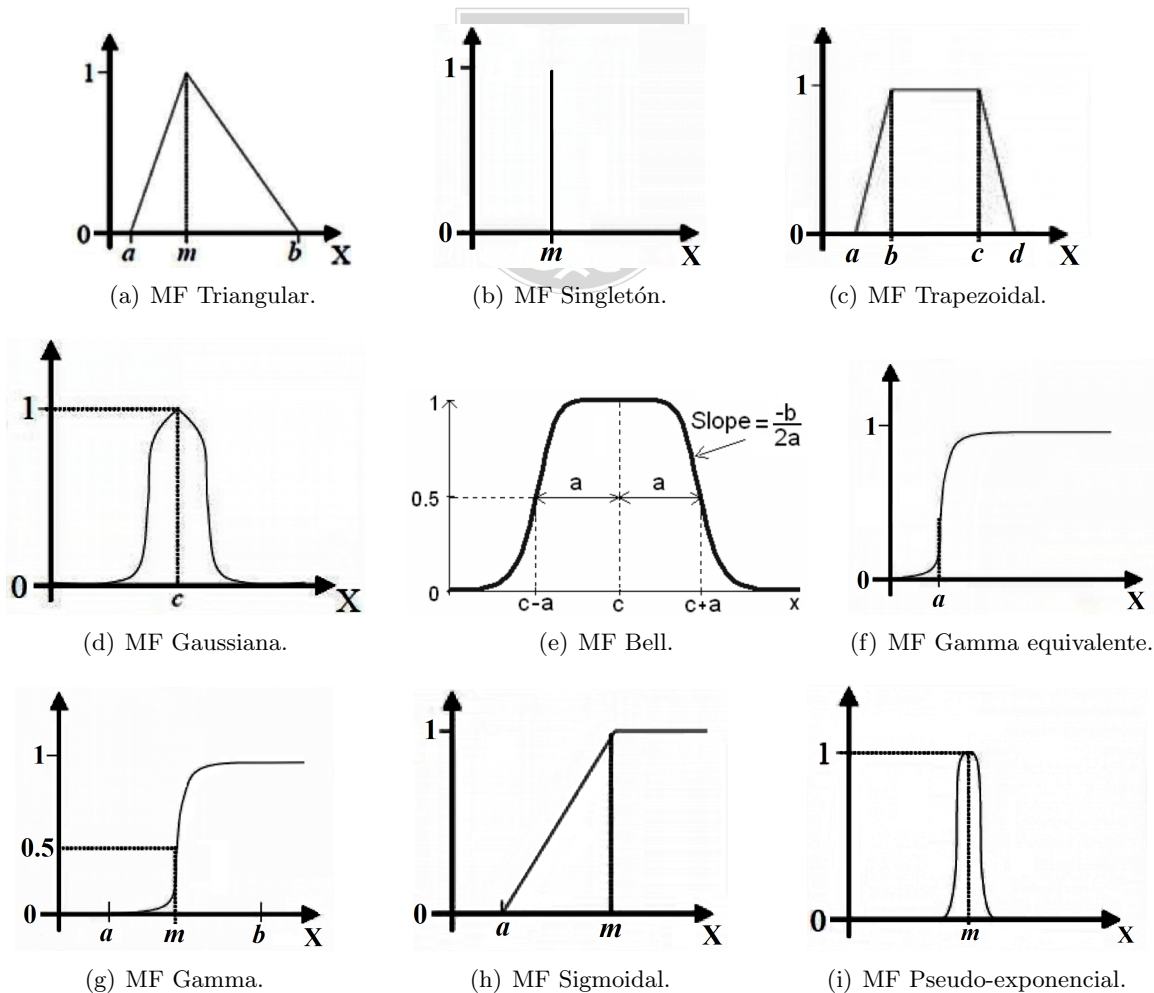 1
0
a m b X
(a) MF Triangular.
1
0
m X
(b) MF Singletón.
1
0
a b c d X
(c) MF Trapezoidal.
1
0
c X
(d) MF Gaussiana.
1
Slope = -b
2a
a a
0.5
0
c-a c c+a x
(e) MF Bell.
1
0
a X
(f) MF Gamma equivalente.
1
0.5
0
a m b X
(g) MF Gamma.
1
0
a m X
(h) MF Sigmoidal.
1
0
m
(i) MF Pseudo-exponencial.
X